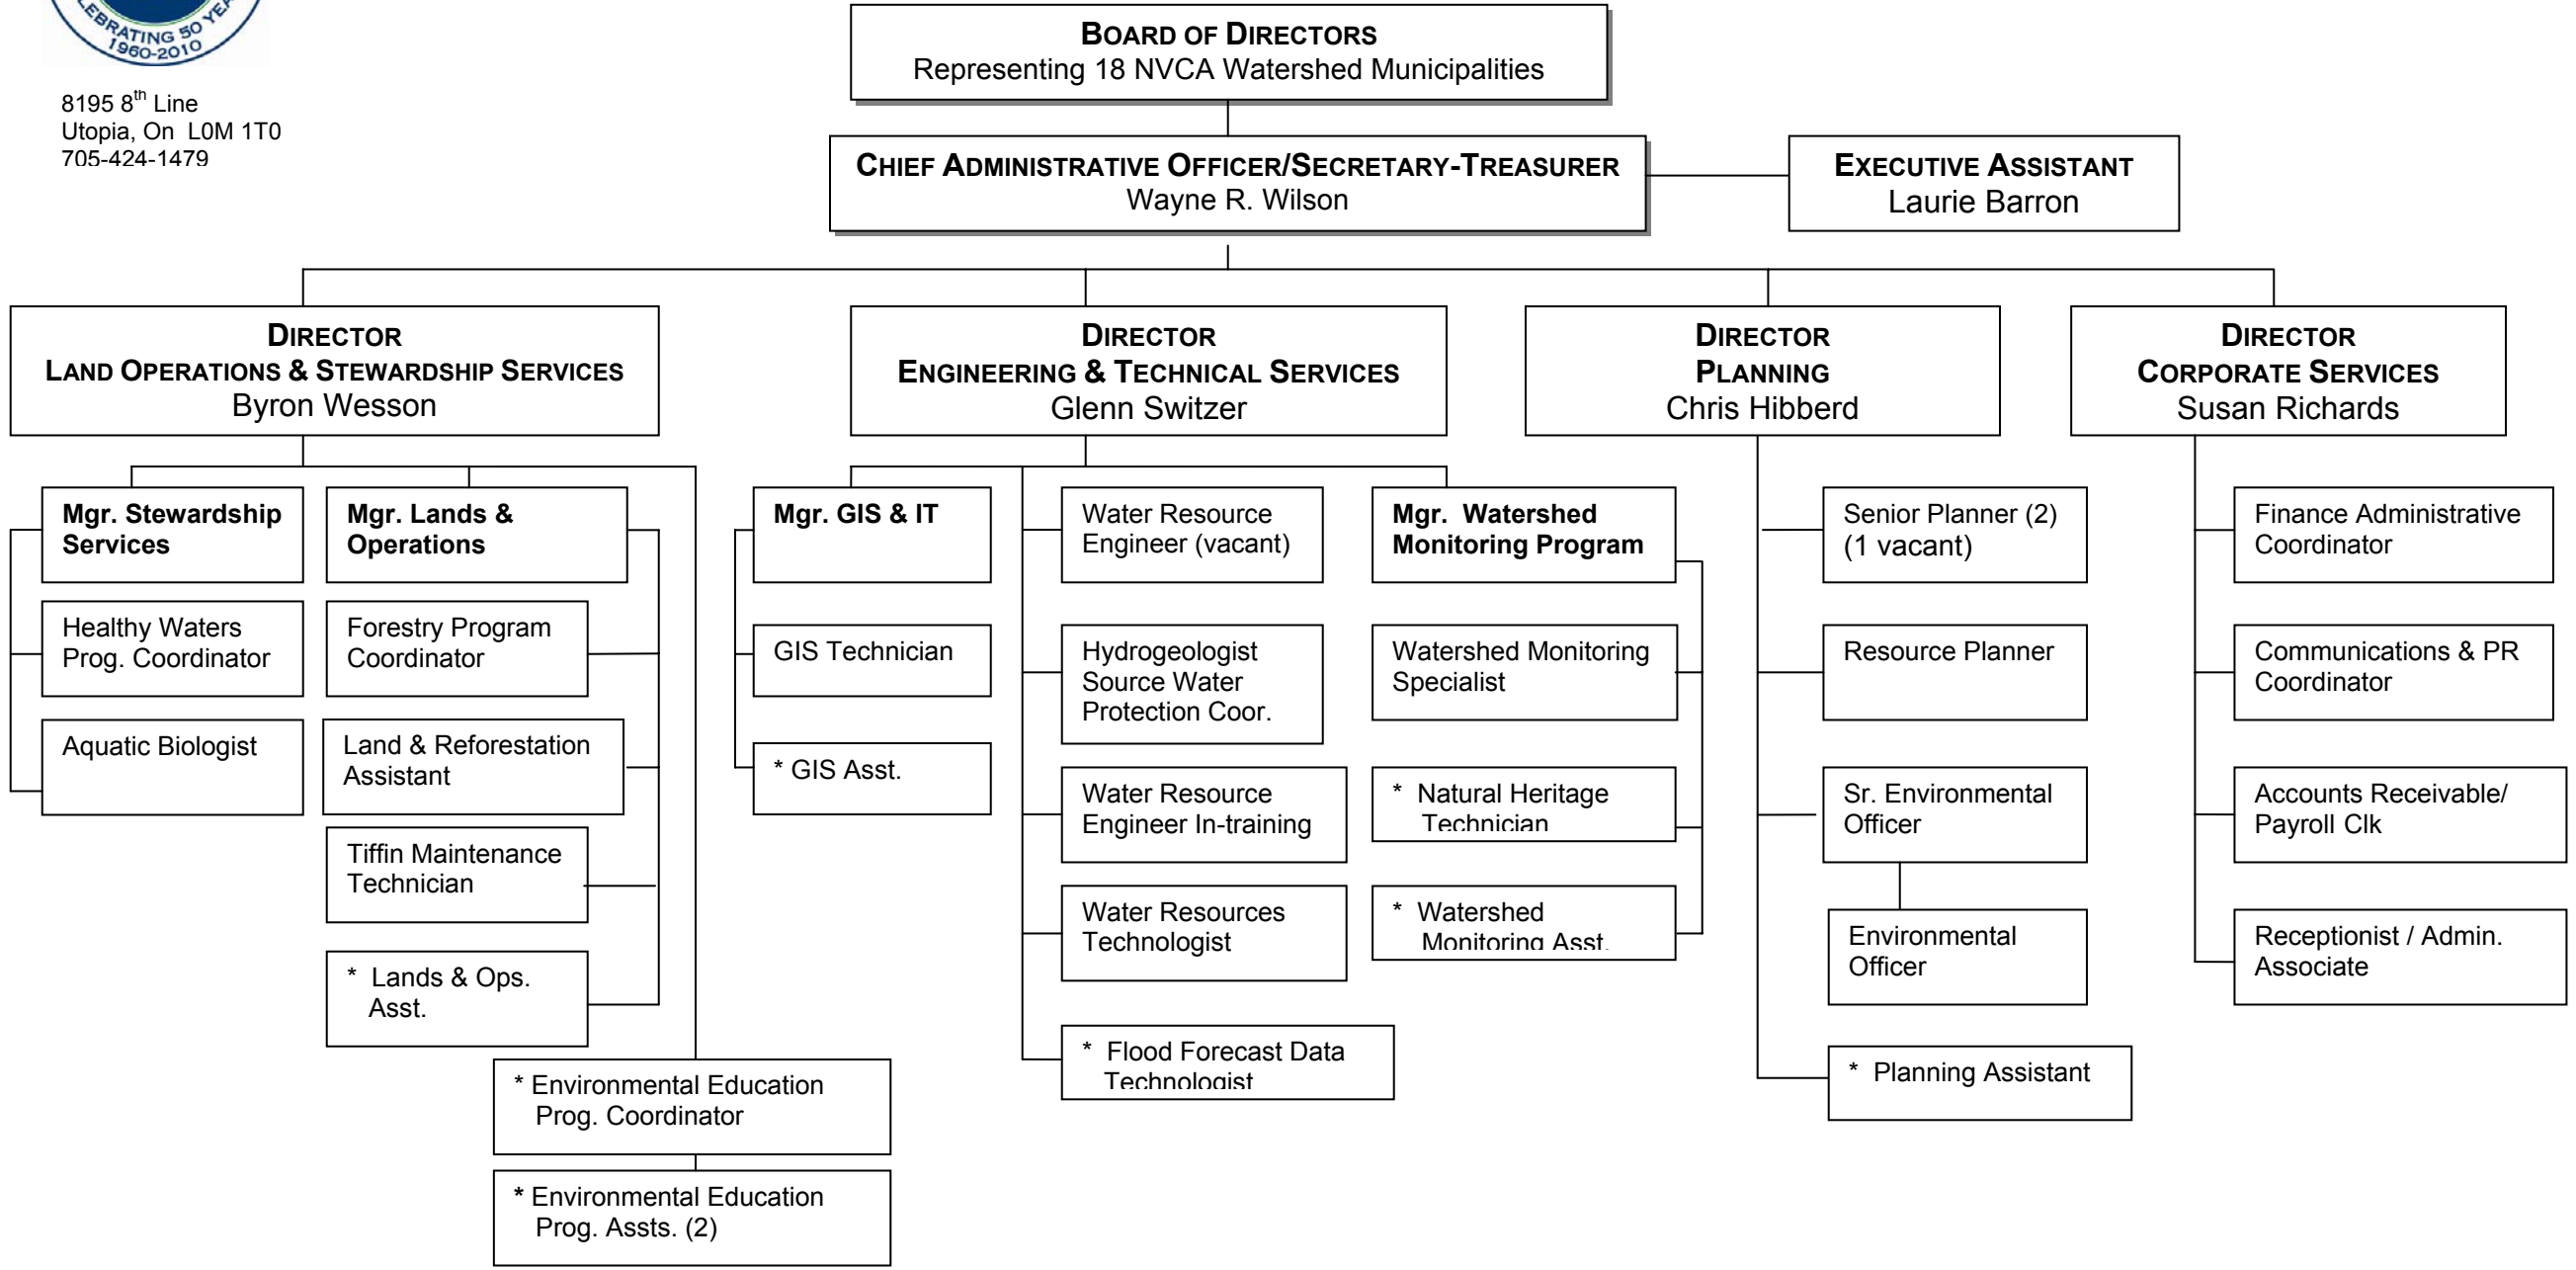 CELEBRATING 50 YEA
1960-2010
8195 8th Line
Utopia, On L0M 1T0
705-424-1479
BOARD OF DIRECTORS
Representing 18 NVCA Watershed Municipalities
CHIEF ADMINISTRATIVE OFFICER/SECRETARY-TREASURER
Wayne R. Wilson
EXECUTIVE ASSISTANT
Laurie Barron
DIRECTOR
LAND OPERATIONS & STEWARDSHIP SERVICES
Byron Wesson
DIRECTOR
ENGINEERING & TECHNICAL SERVICES
Glenn Switzer
DIRECTOR
PLANNING
Chris Hibberd
DIRECTOR
CORPORATE SERVICES
Susan Richards
Mgr. Stewardship
Services
Healthy Waters
Prog. Coordinator
Aquatic Biologist
Mgr. Lands &
Operations
Forestry Program
Coordinator
Land & Reforestation
Assistant
Tiffin Maintenance
Technician
* Lands & Ops.
Asst.
* Environmental Education
Prog. Coordinator
* Environmental Education
Prog. Assts. (2)
Mgr. GIS & IT
GIS Technician
* GIS Asst.
Water Resource
Engineer (vacant)
Hydrogeologist
Source Water
Protection Coor.
Water Resource
Engineer In-training
Water Resources
Technologist
* Flood Forecast Data
Technologist
Mgr. Watershed
Monitoring Program
Watershed Monitoring
Specialist
* Natural Heritage
Technician
* Watershed
Monitoring Asst.
Senior Planner (2)
(1 vacant)
Resource Planner
Sr. Environmental
Officer
Environmental
Officer
* Planning Assistant
Finance Administrative
Coordinator
Communications & PR
Coordinator
Accounts Receivable/
Payroll Clk
Receptionist / Admin.
Associate